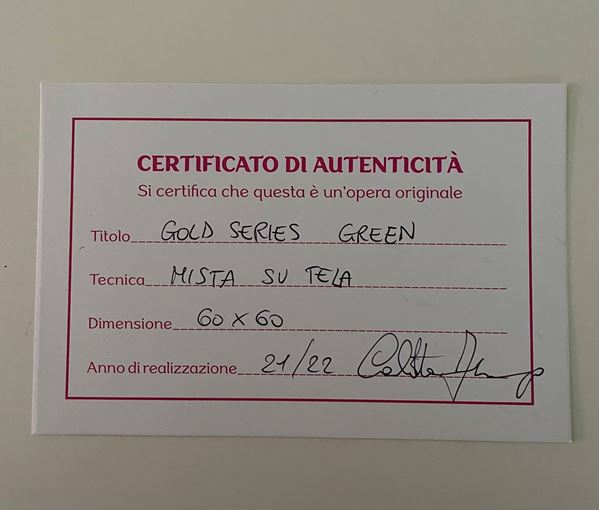 CERTIFICATO DI AUTENTICITÀ
Si certifica che questa è un'opera originale
Titolo GOLD SERIES GREEN
Tecnica MISTA SU TELA
Dimensione 60 x 60
Anno di realizzazione 21/22